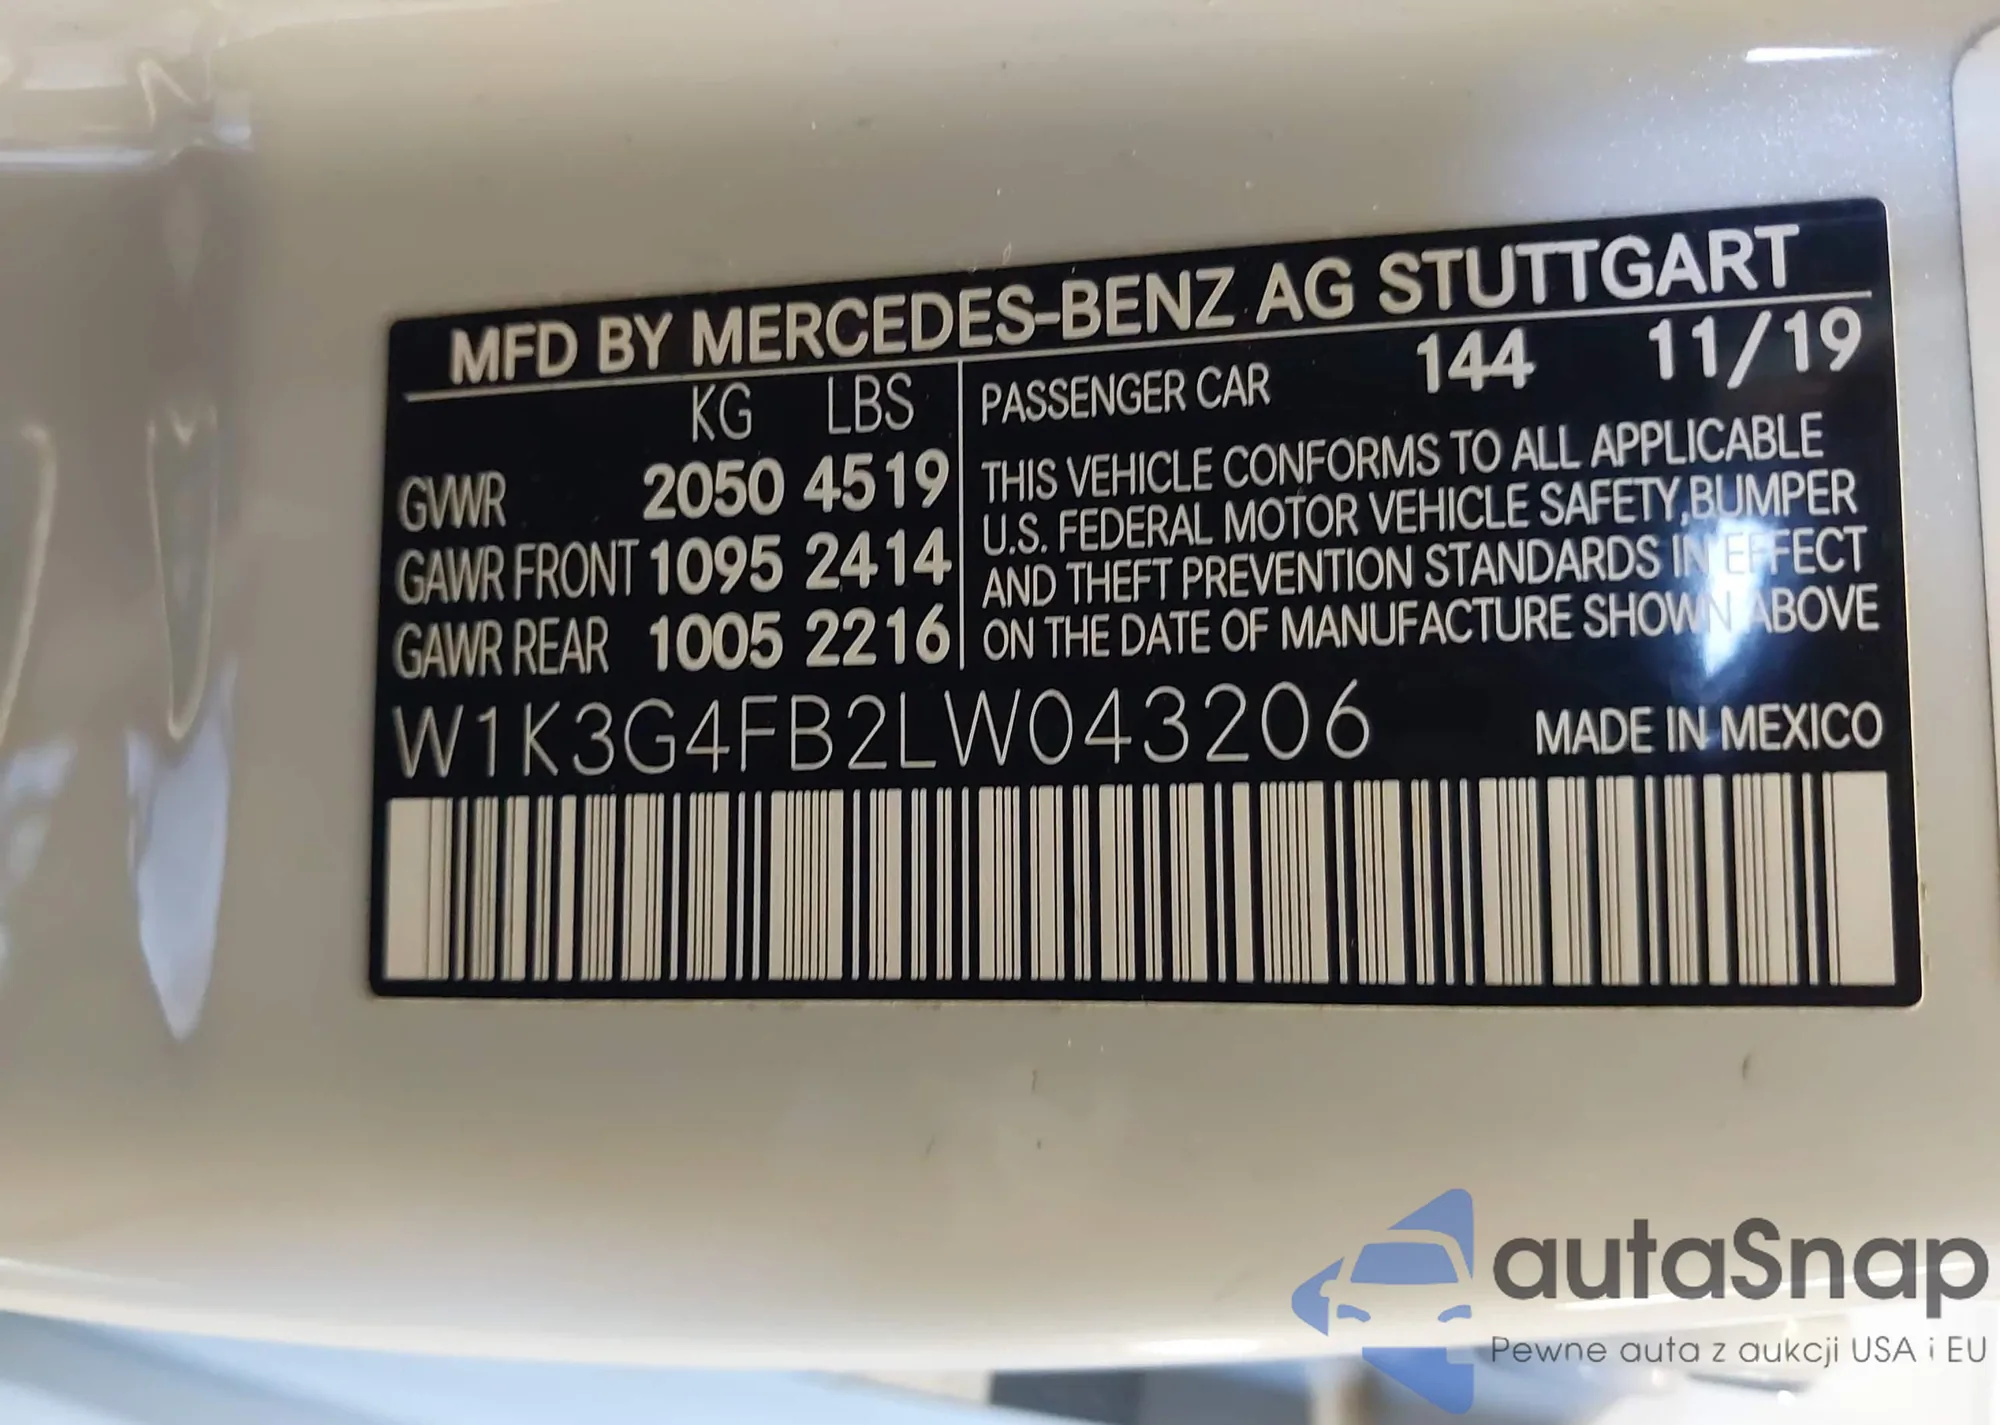 MFD BY MERCEDES-BENZ AG STUTTGART
KG LBS
GVWR 2050 4519
GAWR FRONT 1095 2414
GAWR REAR 1005 2216
PASSENGER CAR 144 11/19
THIS VEHICLE CONFORMS TO ALL APPLICABLE
U.S. FEDERAL MOTOR VEHICLE SAFETY,BUMPER
AND THEFT PREVENTION STANDARDS IN EFFECT
ON THE DATE OF MANUFACTURE SHOWN ABOVE
W1K3G4FB2LW043206 MADE IN MEXICO
autaSnap
Pewne auta z aukcji USA i EU